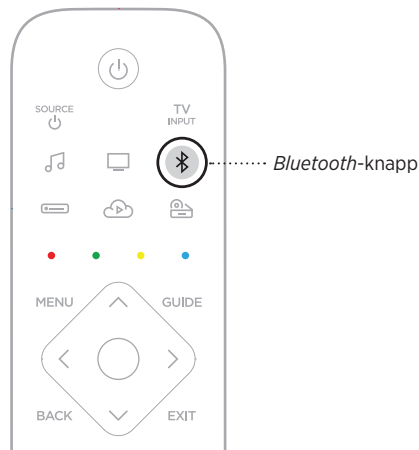 SOURCE
TV
INPUT
Bluetooth-knapp
MENU
GUIDE
BACK
EXIT